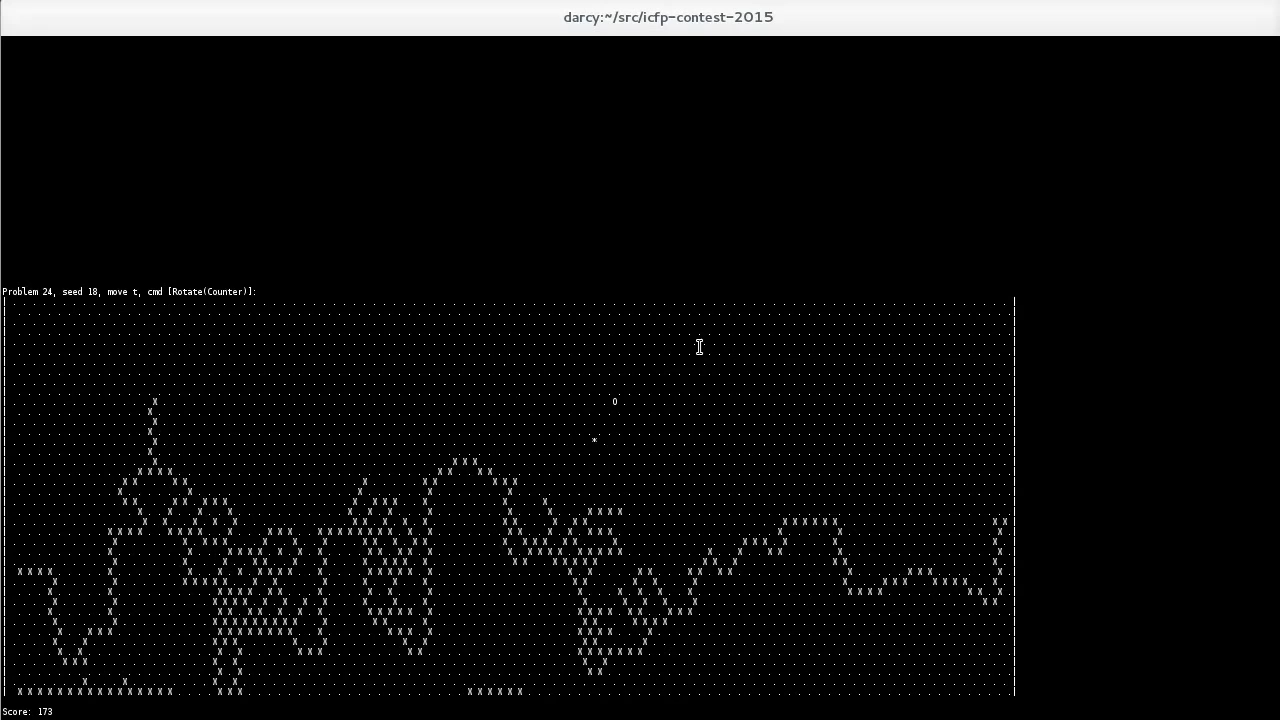 darcy:~/src/icfp-contest-2015
Problem 24, seed 18, move t, cmd [Rotate(Counter)]:
Score: 173